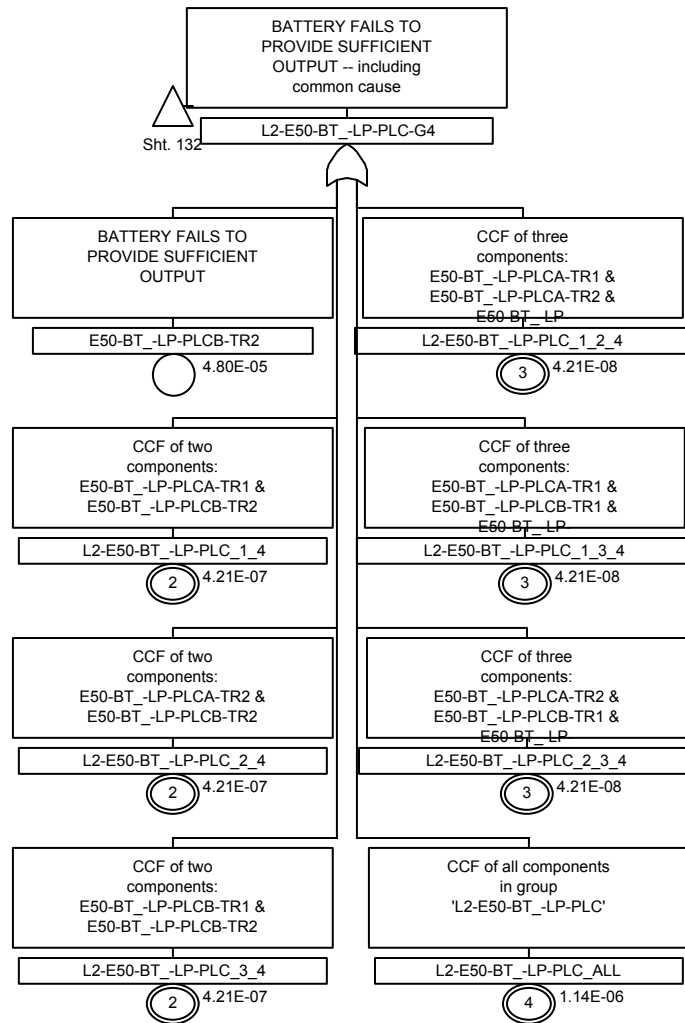 BATTERY FAILS TO
PROVIDE SUFFICIENT
OUTPUT -- including
common cause
Sht. 132
L2-E50-BT_-LP-PLC-G4
BATTERY FAILS TO
PROVIDE SUFFICIENT
OUTPUT
E50-BT_-LP-PLCB-TR2
4.80E-05
CCF of three
components:
E50-BT_-LP-PLCA-TR1 &
E50-BT_-LP-PLCA-TR2 &
E50-BT_-LP-
L2-E50-BT_-LP-PLC_1_2_4
3
4.21E-08
CCF of two
components:
E50-BT_-LP-PLCA-TR1 &
E50-BT_-LP-PLCB-TR2
L2-E50-BT_-LP-PLC_1_4
2
4.21E-07
CCF of three
components:
E50-BT_-LP-PLCA-TR1 &
E50-BT_-LP-PLCB-TR1 &
E50-BT_-LP-
L2-E50-BT_-LP-PLC_1_3_4
3
4.21E-08
CCF of two
components:
E50-BT_-LP-PLCA-TR2 &
E50-BT_-LP-PLCB-TR2
L2-E50-BT_-LP-PLC_2_4
2
4.21E-07
CCF of three
components:
E50-BT_-LP-PLCA-TR2 &
E50-BT_-LP-PLCB-TR1 &
E50-BT_-LP-
L2-E50-BT_-LP-PLC_2_3_4
3
4.21E-08
CCF of two
components:
E50-BT_-LP-PLCB-TR1 &
E50-BT_-LP-PLCB-TR2
L2-E50-BT_-LP-PLC_3_4
2
4.21E-07
CCF of all components
in group
'L2-E50-BT_-LP-PLC'
L2-E50-BT_-LP-PLC_ALL
4
1.14E-06